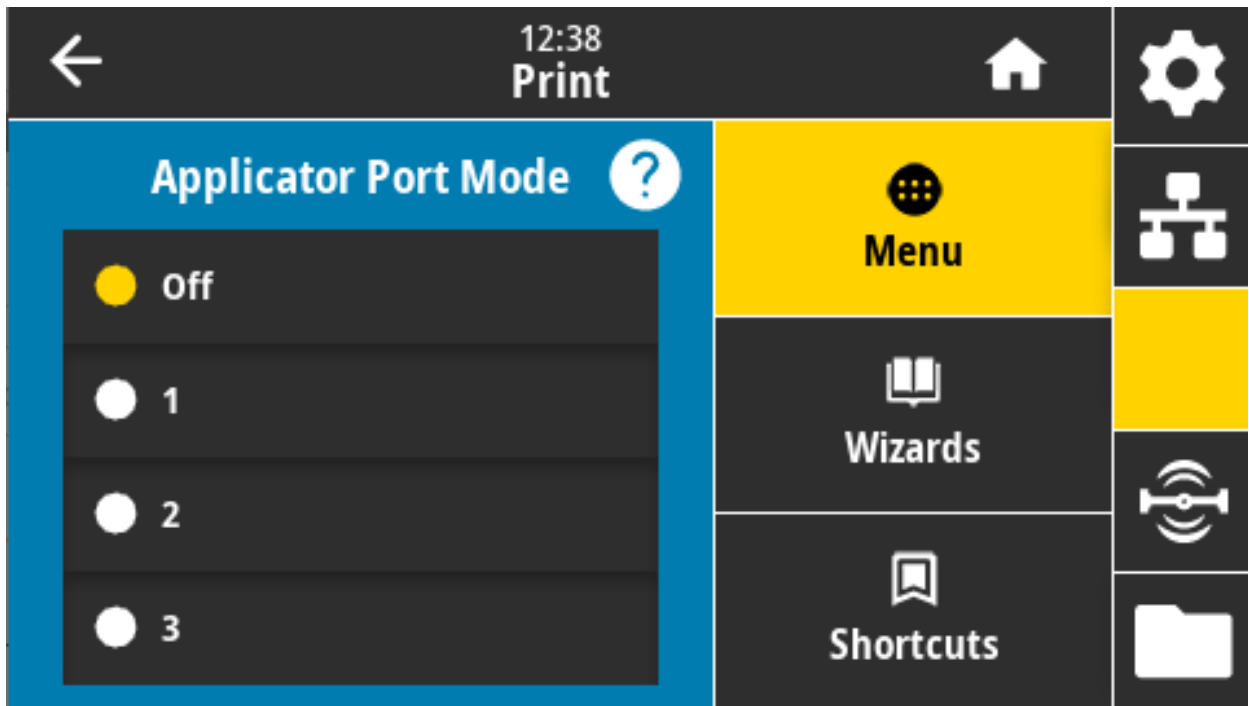 12:38
Print
Applicator Port Mode
?
Off
1
2
3
Menu
Wizards
Shortcuts